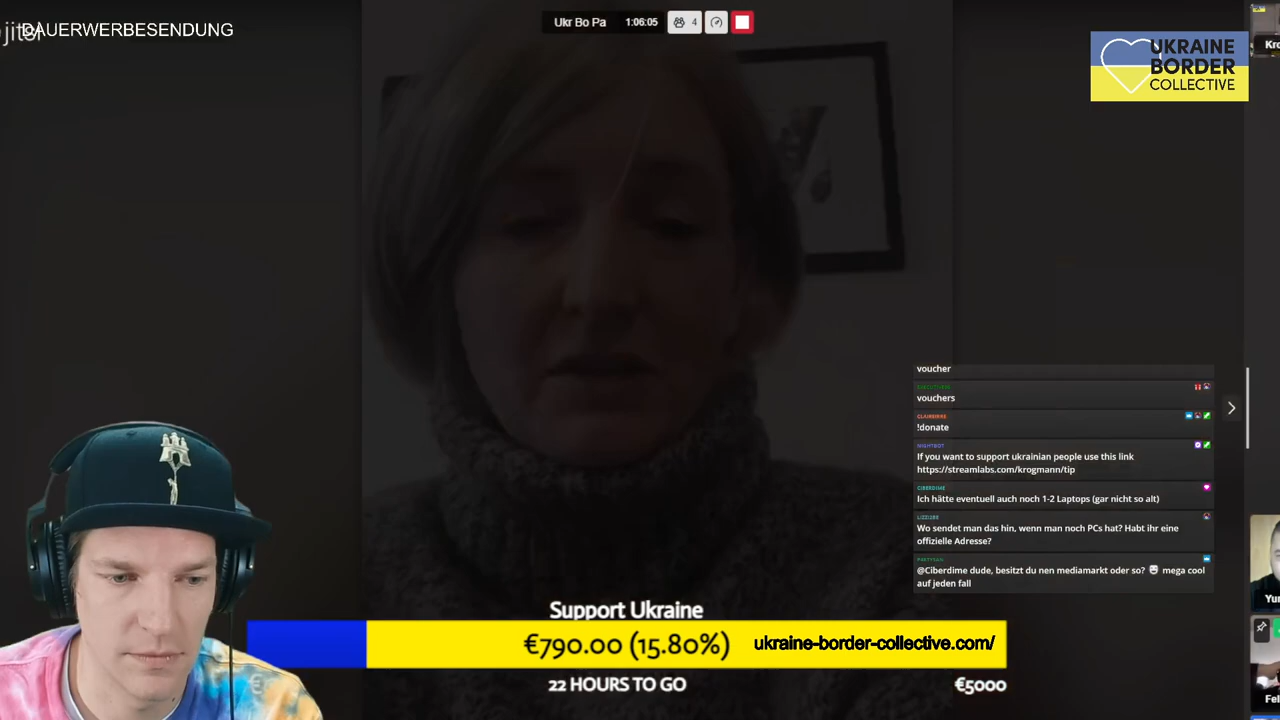 DAUERWERBESENDUNG
Ukr Bo Pa
1:06:05
4
UKRAINE
BORDER
COLLECTIVE
voucher
vouchers
!donate
NIGHTBOT
If you want to support ukrainian people use this link
https://streamlabs.com/krogmann/tip
CIBERDIME
Ich hätte eventuell auch noch 1-2 Laptops (gar nicht so alt)
Wo sendet man das hin, wenn man noch PCs hat? Habt ihr eine
offizielle Adresse?
@Ciberdime dude, besitzt du nen mediamarkt oder so? mega cool
auf jeden fall
Support Ukraine
€790.00 (15.80%)
ukraine-border-collective.com/
22 HOURS TO GO
€5000